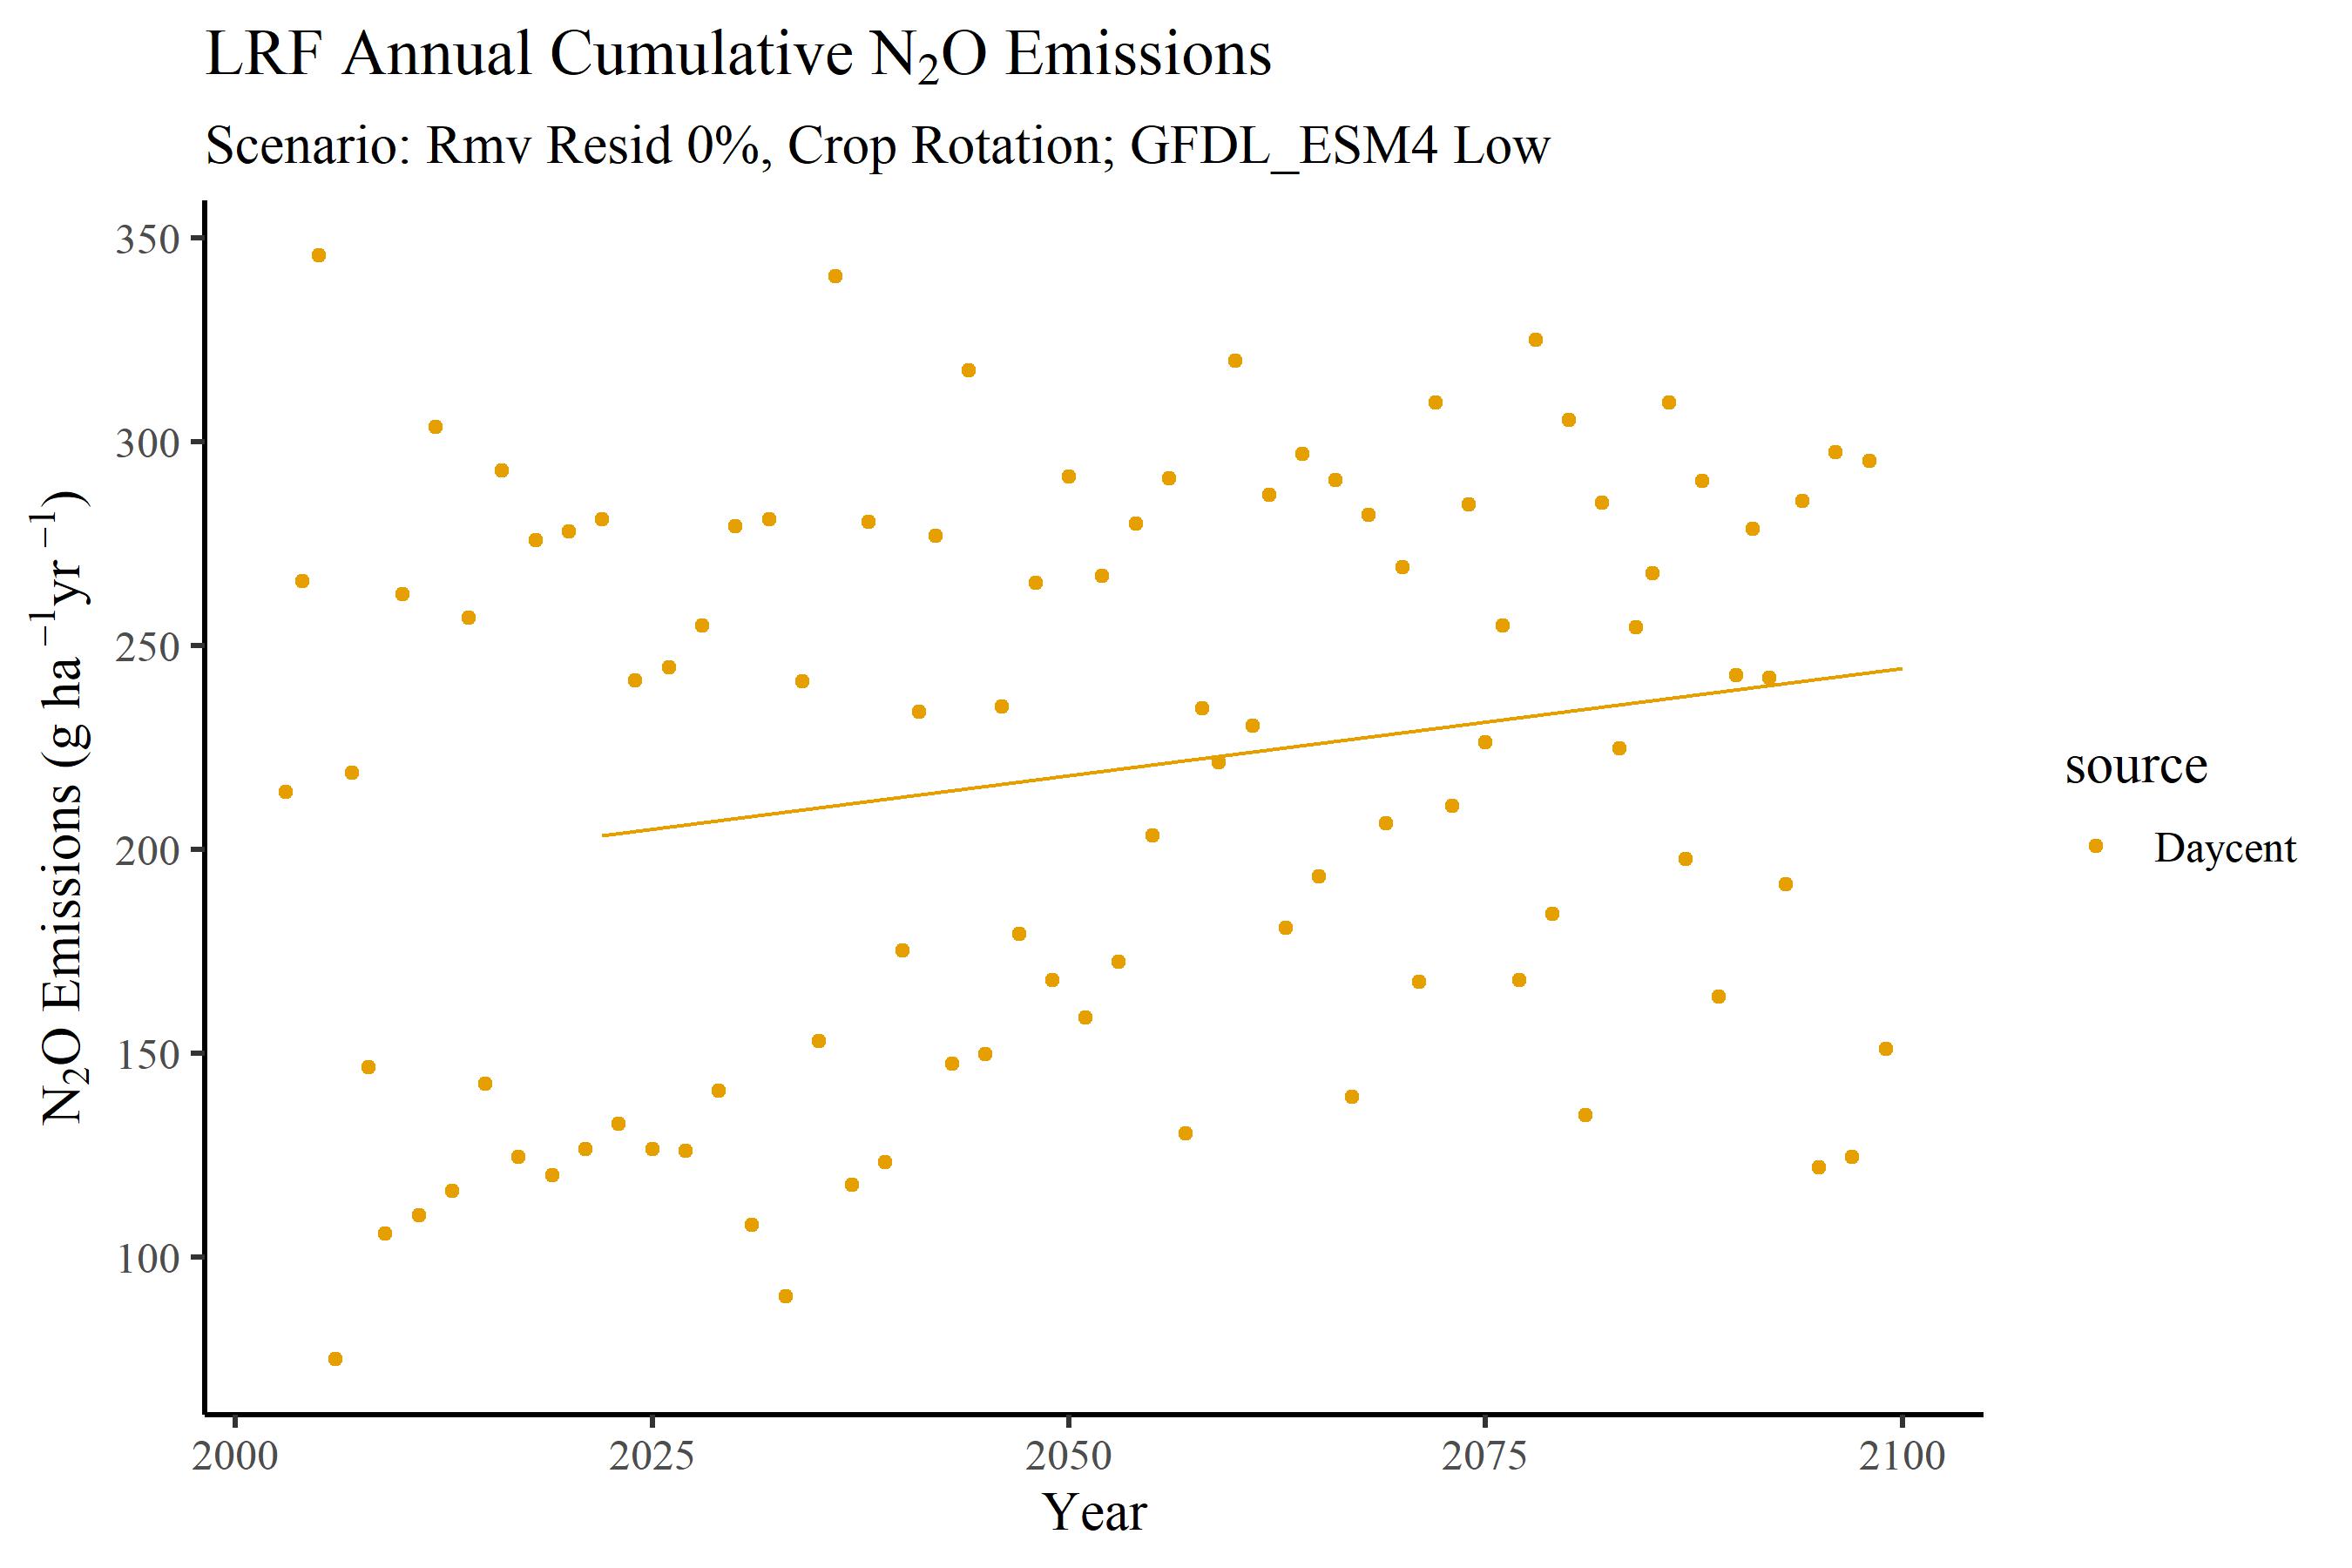 LRF Annual Cumulative N₂O Emissions
Scenario: Rmv Resid 0%, Crop Rotation; GFDL_ESM4 Low
N₂O Emissions (g ha ⁻¹yr ⁻¹)
350
300
250
200
150
100
2000
2025
2050
2075
2100
Year
source
Daycent